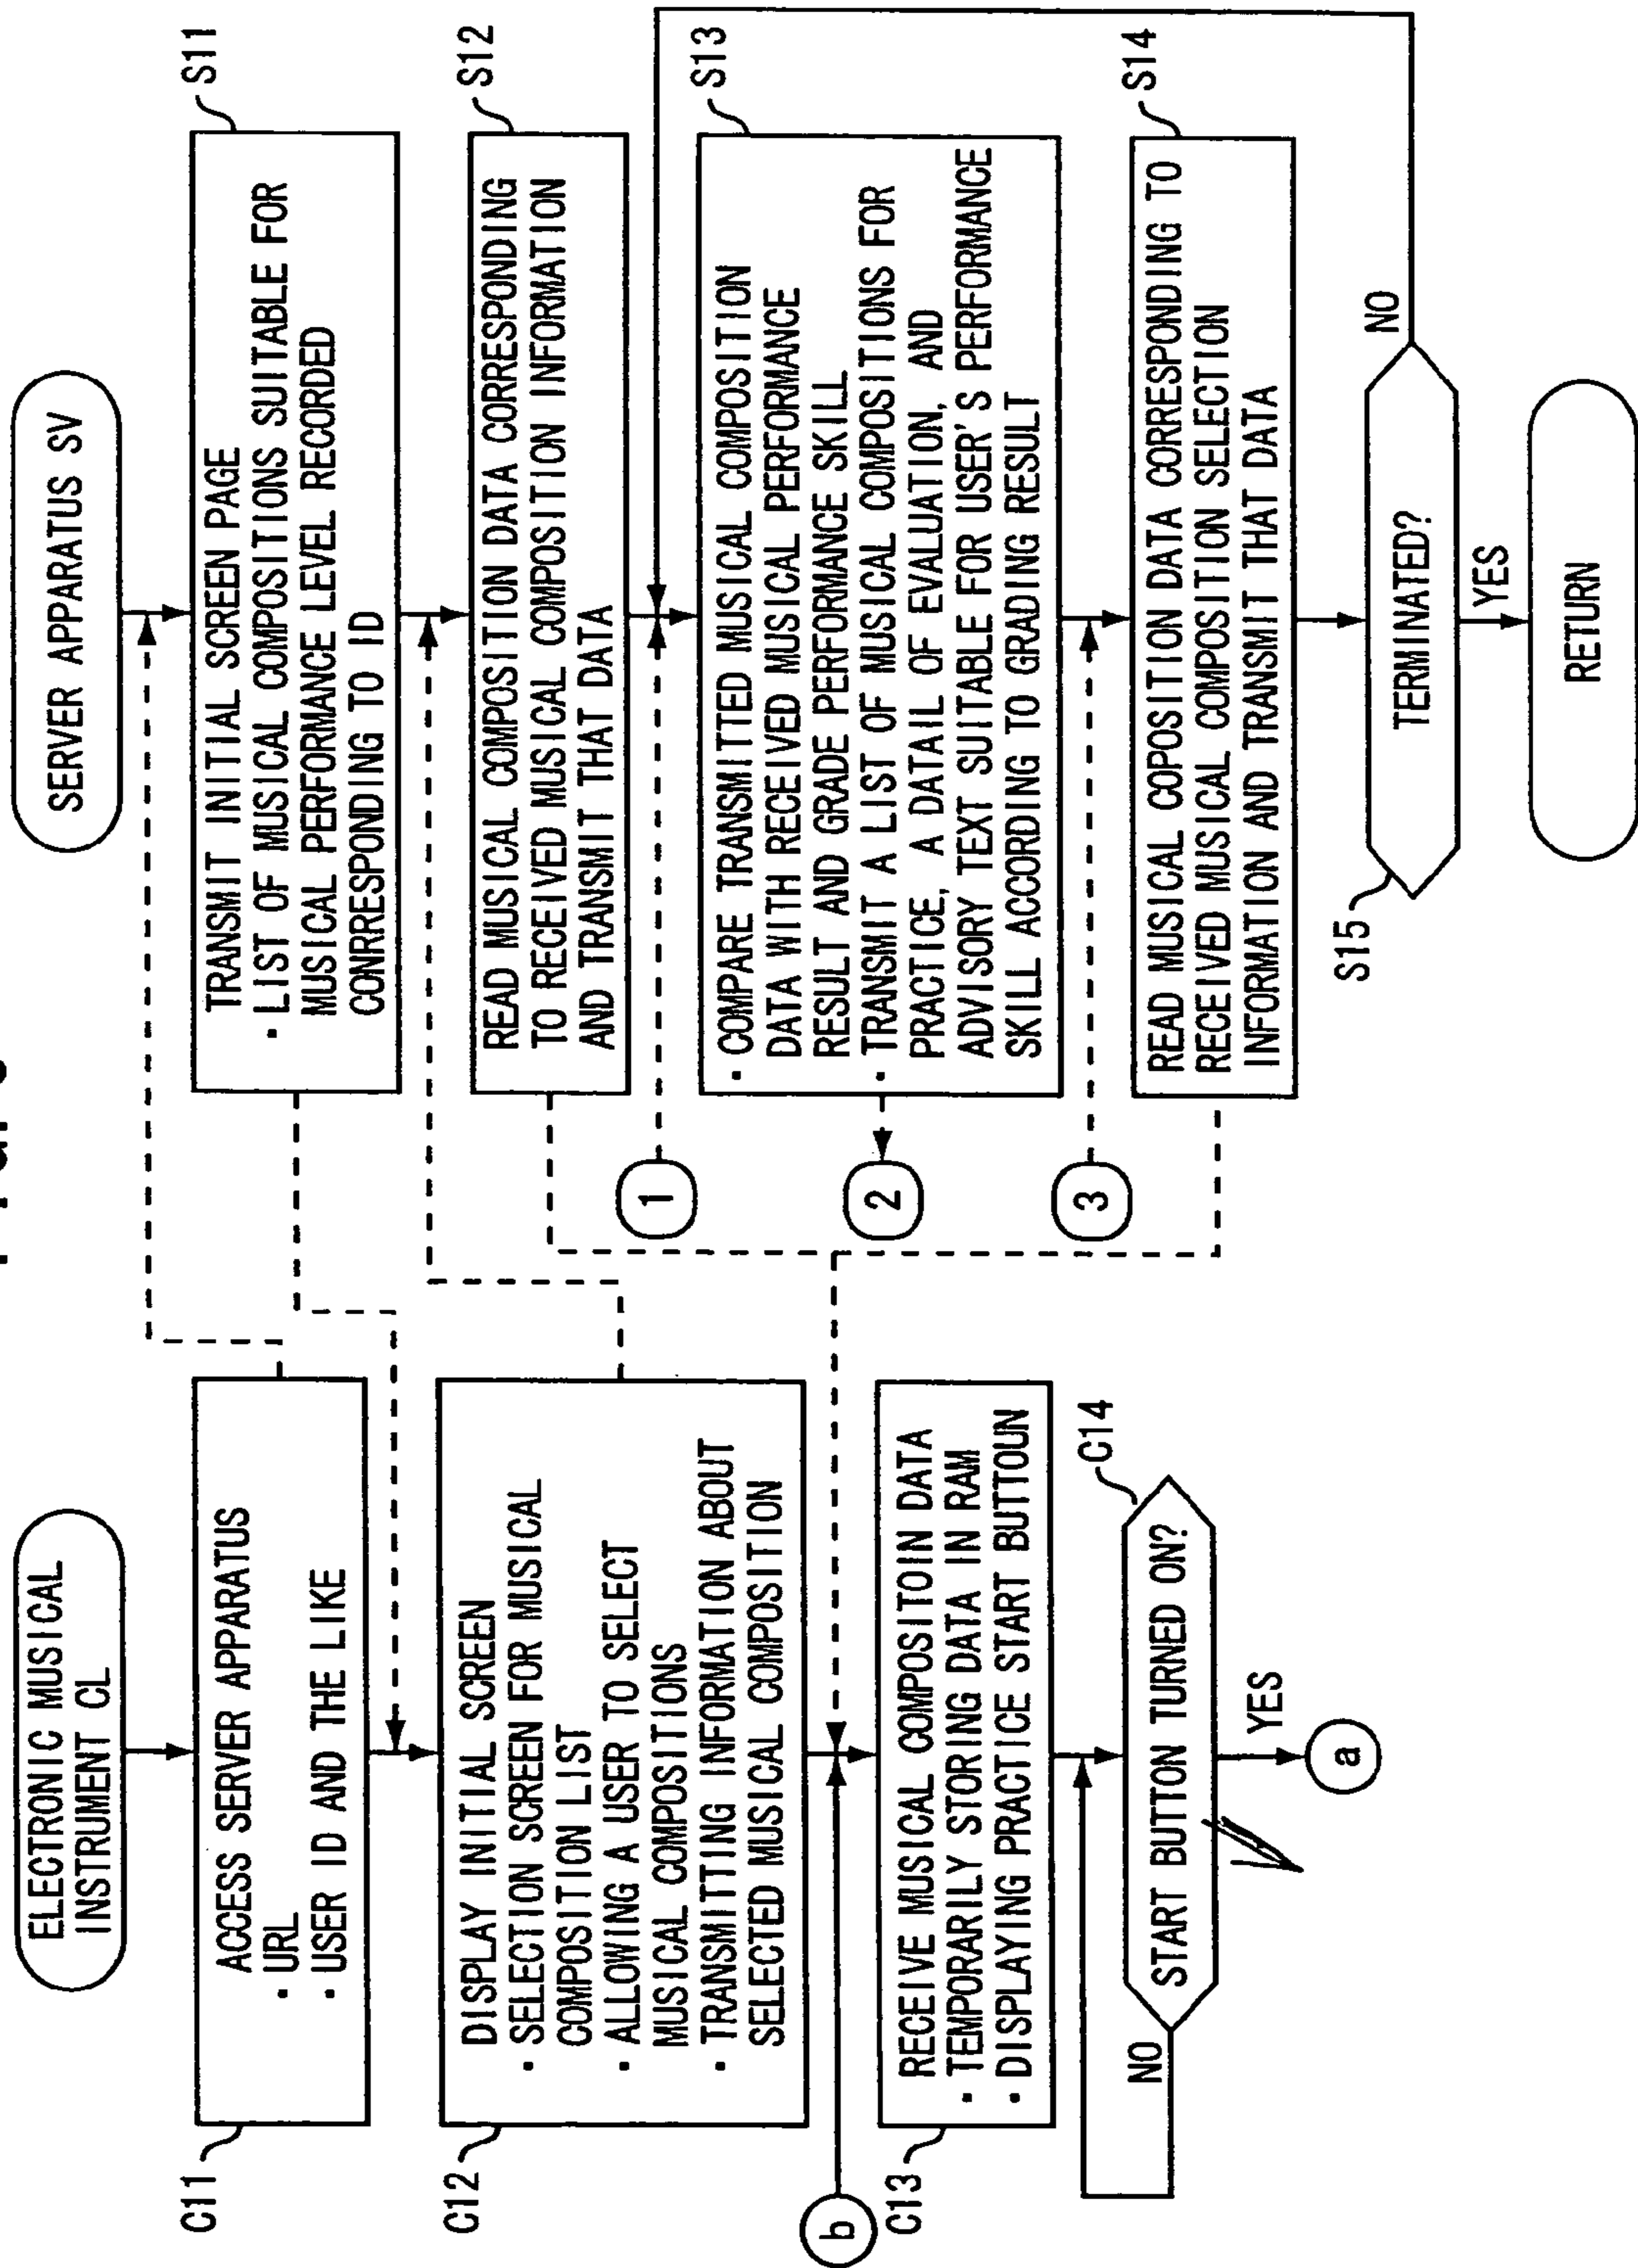 ELECTRONIC MUSICAL
INSTRUMENT CL
C11
ACCESS SERVER APPARATUS
· URL
· USER ID AND THE LIKE
C12
DISPLAY INITIAL SCREEN
· SELECTION SCREEN FOR MUSICAL
COMPOSITION LIST
· ALLOWING A USER TO SELECT
MUSICAL COMPOSITIONS
· TRANSMITTING INFORMATION ABOUT
SELECTED MUSICAL COMPOSITION
b
C13
RECEIVE MUSICAL COMPOSITOIN DATA
· TEMPORARILY STORING DATA IN RAM
· DISPLAYING PRACTICE START BUTTOUN
C14
START BUTTON TURNED ON?
NO
YES
a
SERVER APPARATUS SV
S11
TRANSMIT INITIAL SCREEN PAGE
· LIST OF MUSICAL COMPOSITIONS SUITABLE FOR
MUSICAL PERFORMANCE LEVEL RECORDED
CONRRESPONDING TO ID
S12
READ MUSIC COMPOSITION DATA CORRESPONDING
TO RECEIVED MUSICAL COMPOSITION INFORMATION
AND TRANSMIT THAT DATA
1
S13
· COMPARE TRANSMITTED MUSICAL COMPOSITION
DATA WITH RECEIVED MUSICAL PERFORMANCE
RESULT AND GRADE PERFORMANCE SKILL
· TRANSMIT A LIST OF MUSICAL COMPOSITIONS FOR
PRACTICE, A DATAIL OF EVALUATION, AND
ADVISORY TEXT SUITABLE FOR USER'S PERFORMANCE
SKILL ACCORDING TO GRADING RESULT
2
3
S14
READ MUSICAL COPOSITION DATA CORRESPONDING TO
RECEIVED MUSICAL COMPOSITION SELECTION
INFORMATION AND TRANSMIT THAT DATA
S15
TERMINATED?
NO
YES
RETURN